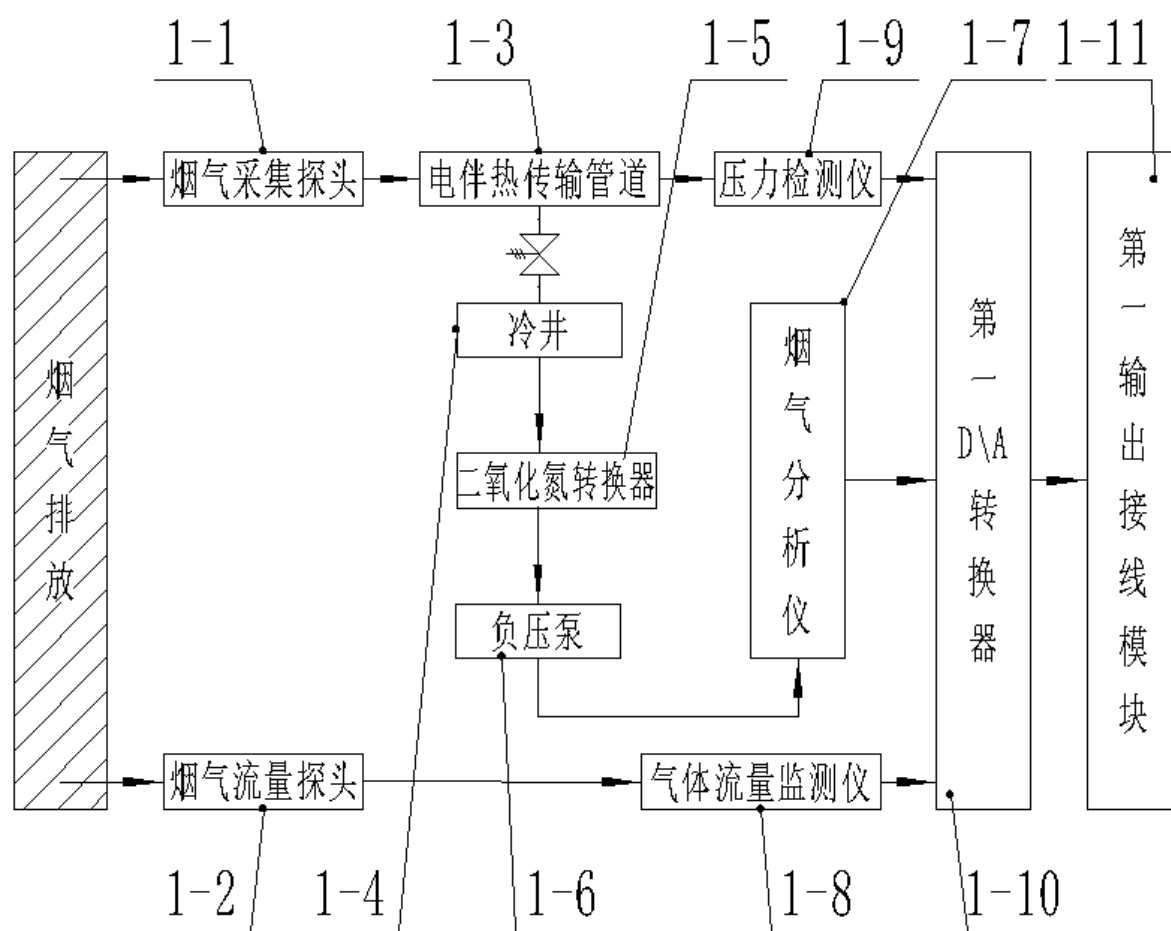 1-1
1-3
1-5
1-9
1-7
1-11
烟气采集探头
电伴热传输管道
压力检测仪
冷井
二氧化氮转换器
负压泵
烟气排放
烟气分析仪
第一D\A转换器
第一输出接线模块
烟气流量探头
气体流量监测仪
1-2
1-4
1-6
1-8
1-10